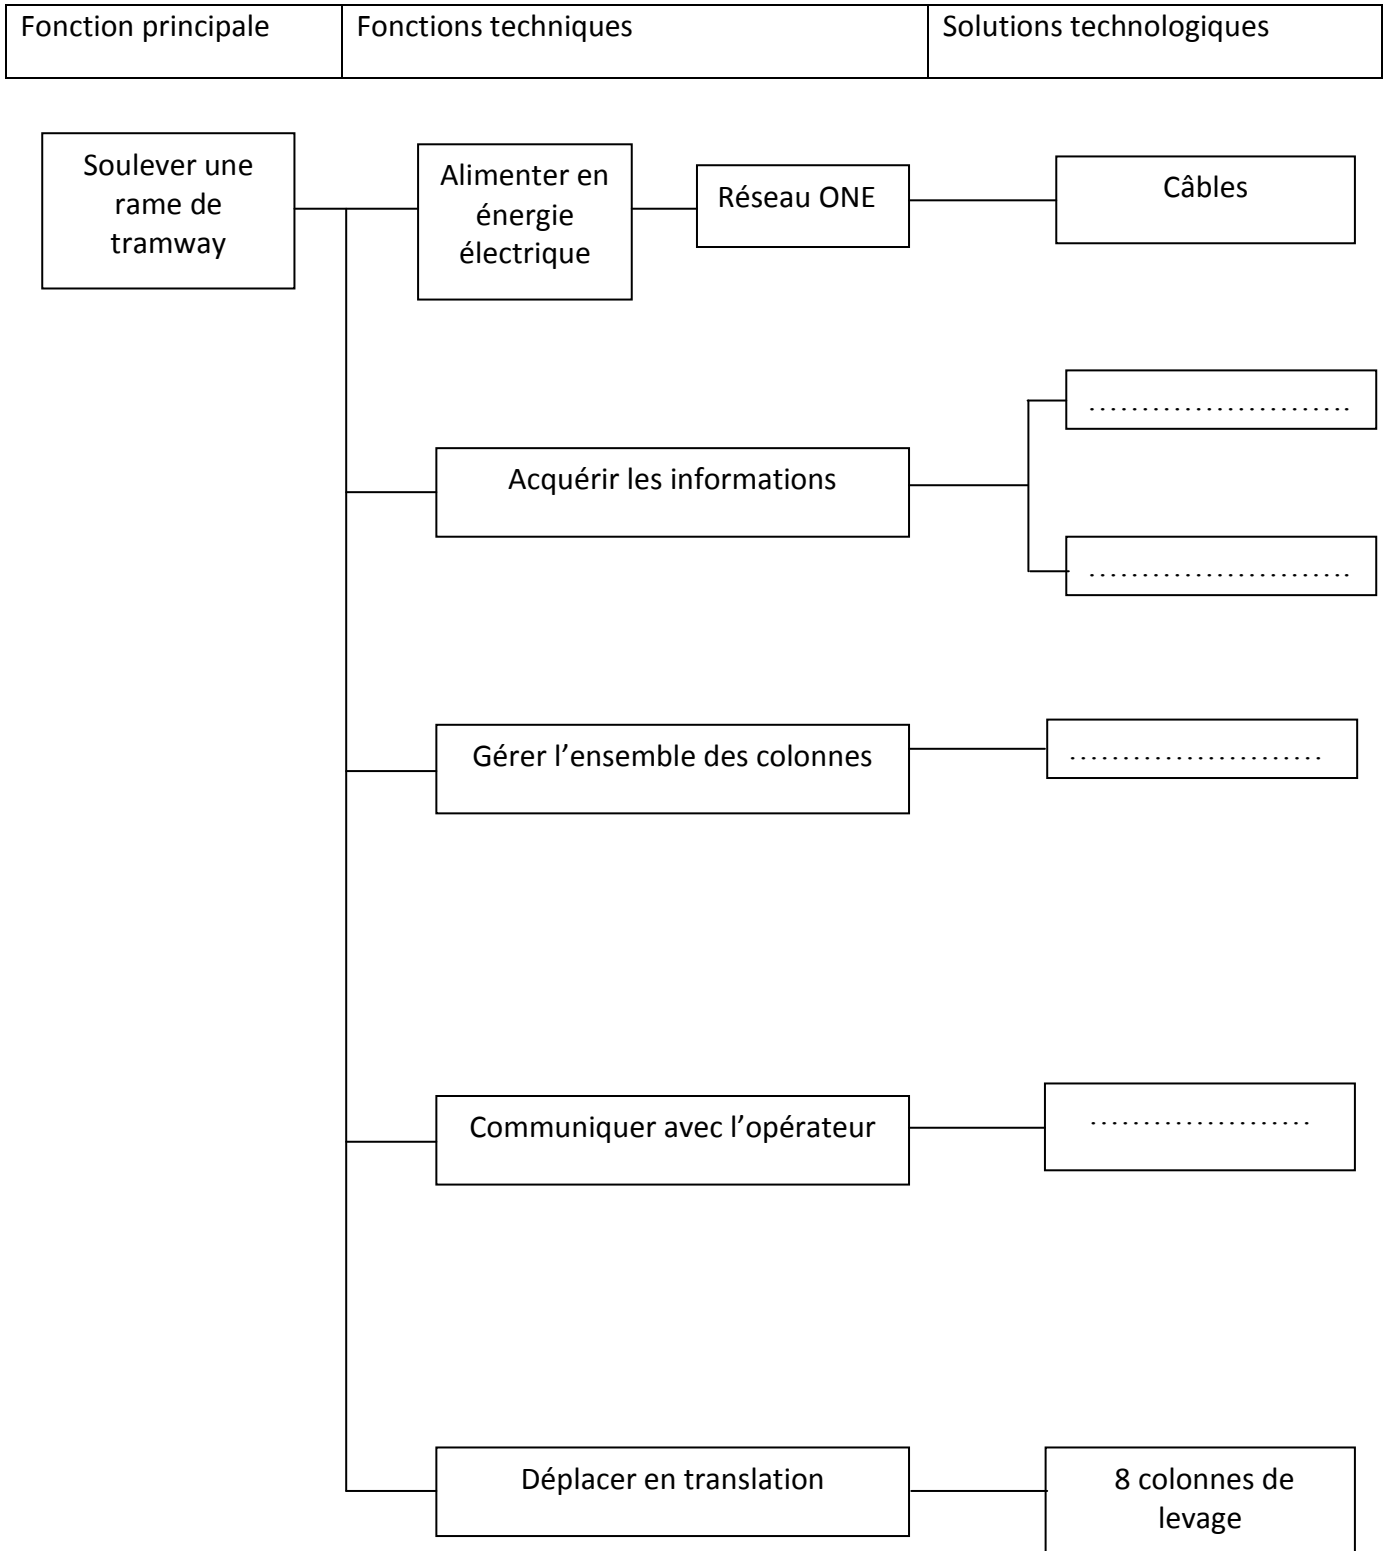 Fonction principale
Fonctions techniques
Solutions technologiques
Soulever une
rame de
tramway
Alimenter en
énergie
électrique
Réseau ONE
Câbles
.........................
Acquérir les informations
.........................
Gérer l’ensemble des colonnes
........................
Communiquer avec l’opérateur
....................
Déplacer en translation
8 colonnes de
levage